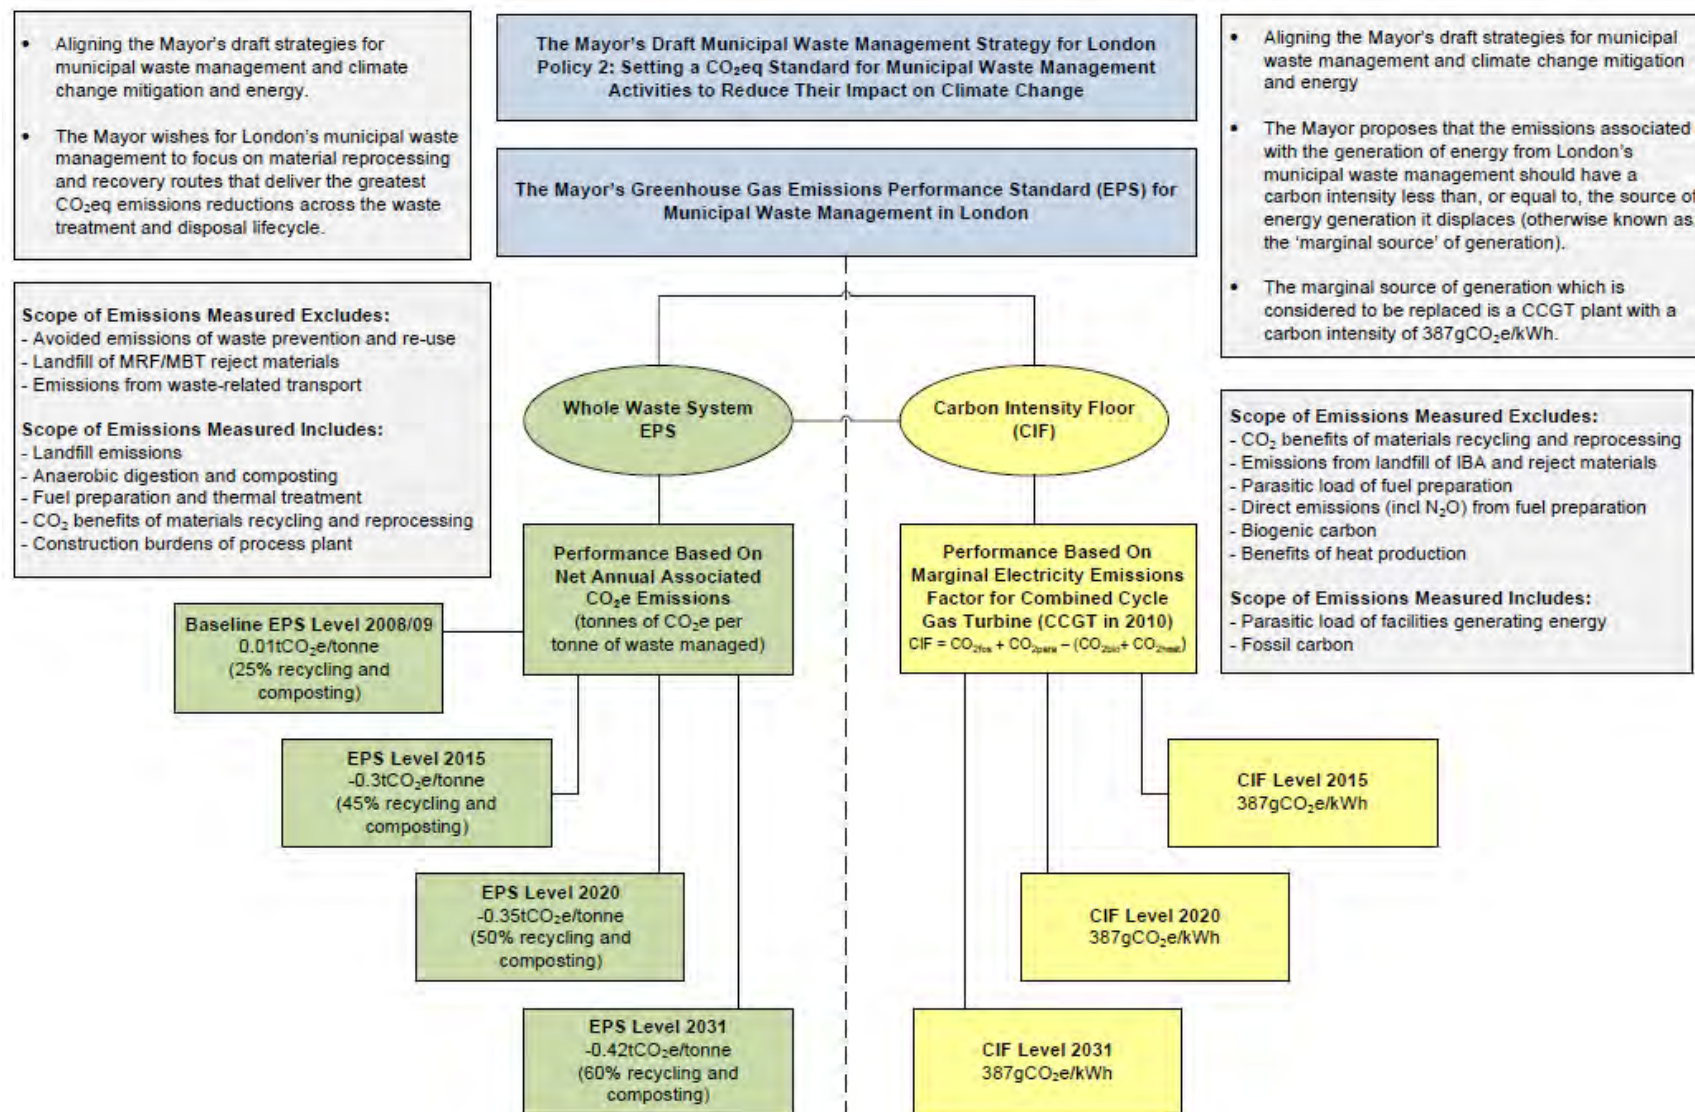 • Aligning the Mayor's draft strategies for
municipal waste management and climate
change mitigation and energy.
• The Mayor wishes for London's municipal waste
management to focus on material reprocessing
and recovery routes that deliver the greatest
CO₂eq emissions reductions across the waste
treatment and disposal lifecycle.
The Mayor's Draft Municipal Waste Management Strategy for London
Policy 2: Setting a CO₂eq Standard for Municipal Waste Management
Activities to Reduce Their Impact on Climate Change
The Mayor's Greenhouse Gas Emissions Performance Standard (EPS) for
Municipal Waste Management in London
• Aligning the Mayor's draft strategies for municipal
waste management and climate change mitigation
and energy
• The Mayor proposes that the emissions associated
with the generation of energy from London's
municipal waste management should have a
carbon intensity less than, or equal to, the source of
energy generation it displaces (otherwise known as
the 'marginal source' of generation).
• The marginal source of generation which is
considered to be replaced is a CCGT plant with a
carbon intensity of 387gCO₂e/kWh.
Scope of Emissions Measured Excludes:
- Avoided emissions of waste prevention and re-use
- Landfill of MRF/MBT reject materials
- Emissions from waste-related transport
Scope of Emissions Measured Includes:
- Landfill emissions
- Anaerobic digestion and composting
- Fuel preparation and thermal treatment
- CO₂ benefits of materials recycling and reprocessing
- Construction burdens of process plant
Whole Waste System
EPS
Carbon Intensity Floor
(CIF)
Scope of Emissions Measured Excludes:
- CO₂ benefits of materials recycling and reprocessing
- Emissions from landfill of IBA and reject materials
- Parasitic load of fuel preparation
- Direct emissions (incl N₂O) from fuel preparation
- Biogenic carbon
- Benefits of heat production
Scope of Emissions Measured Includes:
- Parasitic load of facilities generating energy
- Fossil carbon
Performance Based On
Net Annual Associated
CO₂e Emissions
(tonnes of CO₂e per
tonne of waste managed)
Performance Based On
Marginal Electricity Emissions
Factor for Combined Cycle
Gas Turbine (CCGT in 2010)
CIF = CO₂fos + CO₂para – (CO₂bio+ CO₂heat)
Baseline EPS Level 2008/09
0.01tCO₂e/tonne
(25% recycling and
composting)
EPS Level 2015
-0.3tCO₂e/tonne
(45% recycling and
composting)
CIF Level 2015
387gCO₂e/kWh
EPS Level 2020
-0.35tCO₂e/tonne
(50% recycling and
composting)
CIF Level 2020
387gCO₂e/kWh
EPS Level 2031
-0.42tCO₂e/tonne
(60% recycling and
composting)
CIF Level 2031
387gCO₂e/kWh